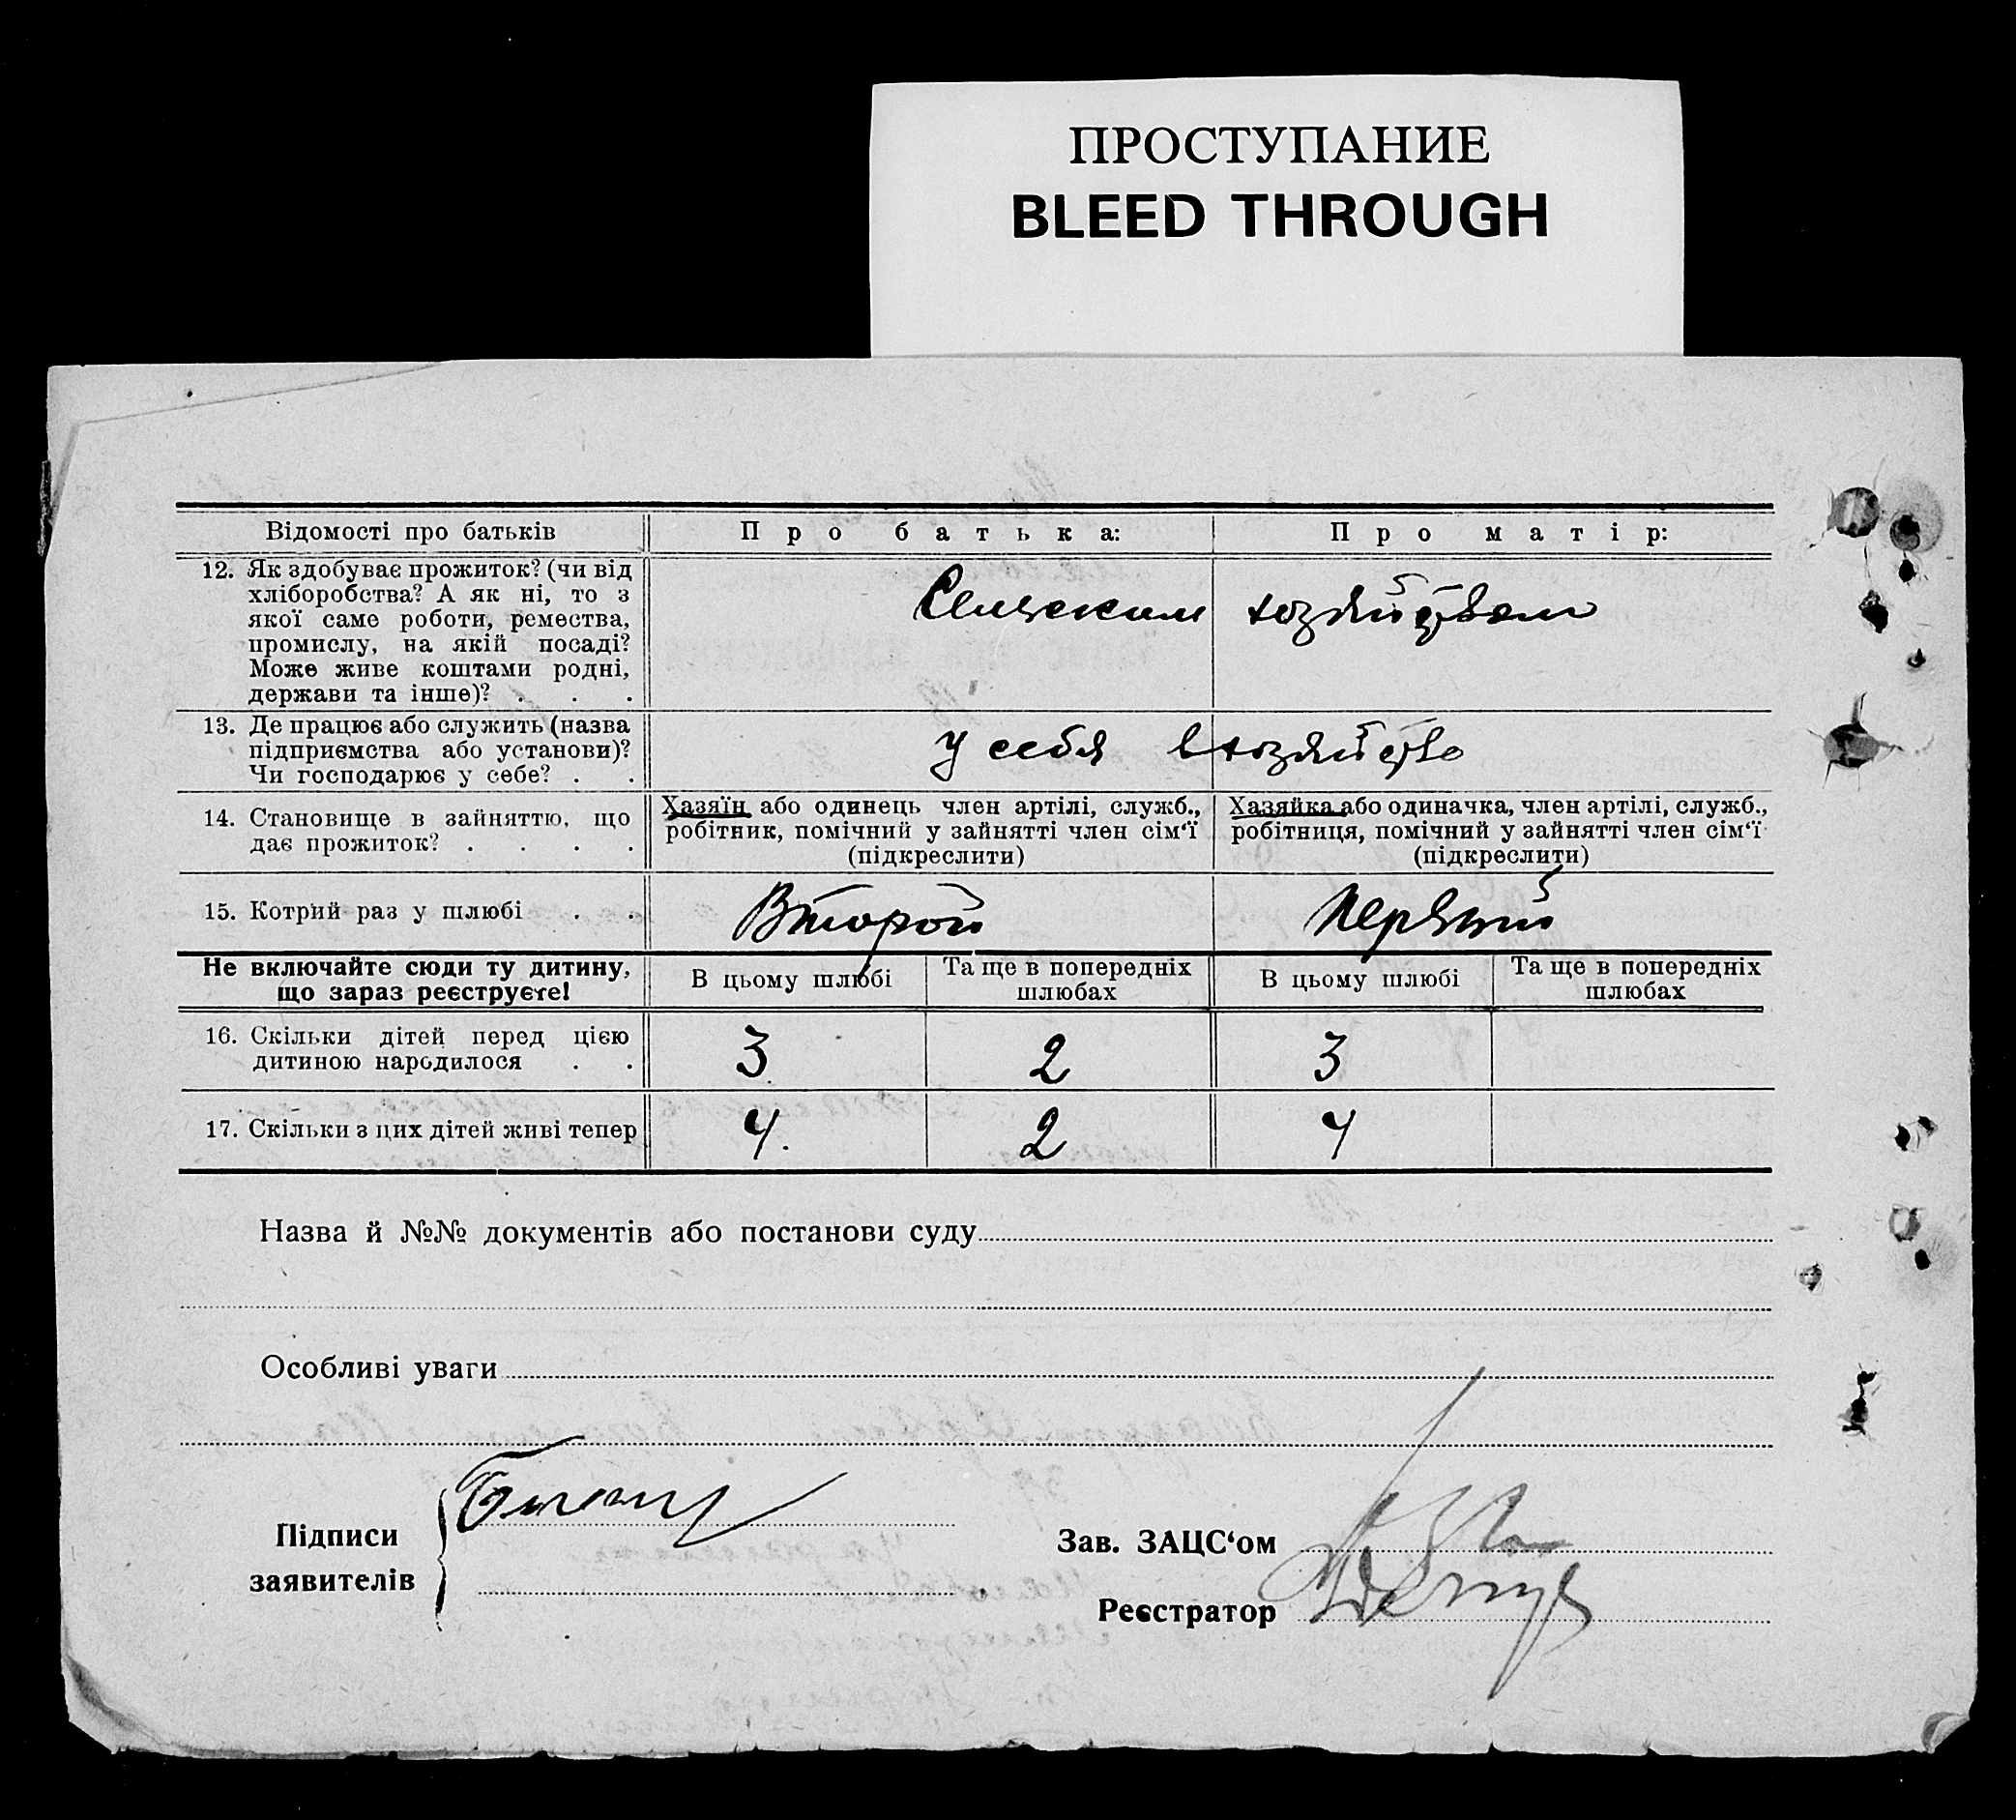 ПРОСТУПАНИЕ
BLEED THROUGH
Відомості про батьків
Про батька:
Про матір:
12. Як здобуває прожиток? (чи від
хліборобства? А як ні, то з
якої саме роботи, ремества,
промислу, на якій посаді?
Може живе коштами родні,
держави та інше)? . . .
Сельским хозяйством
13. Де працює або служить (назва
підприємства або установи)?
Чи господарює у себе? . .
у себя в хозяйстве
14. Становище в зайняттю, що
дає прожиток? . . . .
Хазяїн або одинець член артілі, служб.,
робітник, помічний у зайнятті член сім‘ї
(підкреслити)
Хазяйка або одиначка, член артілі, служб.,
робітниця, помічний у зайнятті член сім‘ї
(підкреслити)
15. Котрий раз у шлюбі . .
Второй
Первый
Не включайте сюди ту дитину,
що зараз реєструєте!
В цьому шлюбі
Та ще в попередніх
шлюбах
В цьому шлюбі
Та ще в попередніх
шлюбах
16. Скільки дітей перед цією
дитиною народилося . .
3
2
3
17. Скільки з цих дітей живі тепер
4.
2
4
Назва й №№ документів або постанови суду
Особливі уваги
Підписи
заявителів
Зав. ЗАЦС‘ом
Реєстратор